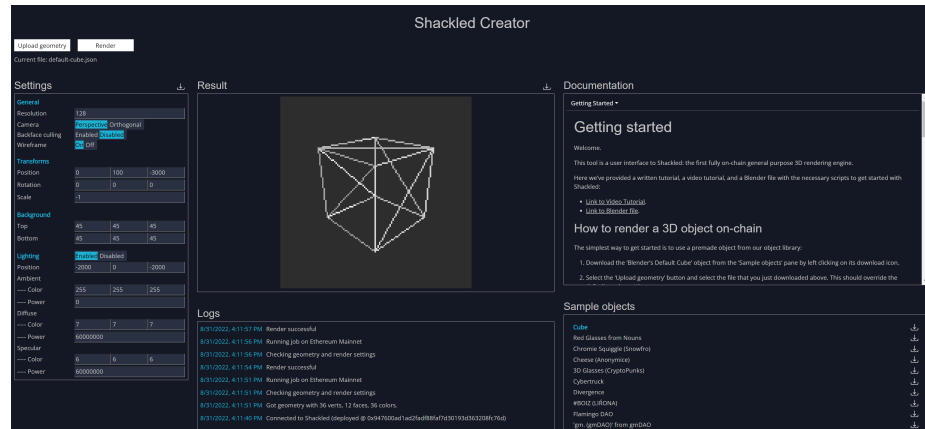 Shackled Creator
Upload geometry
Render
Current file: default-cube.json
Settings
General
Resolution 128
Camera Perspective Orthogonal
Backface culling Enabled Disabled
Wireframe On Off
Transforms
Position 0 100 -3000
Rotation 0 0 0
Scale -1
Background
Top 45 45 45
Bottom 45 45 45
Lighting Enabled Disabled
Position -2000 0 -2000
Ambient
---- Color 255 255 255
---- Power 0
Diffuse
---- Color 7 7 7
---- Power 60000000
Specular
---- Color 6 6 6
---- Power 60000000
Result
Logs
8/31/2022, 4:11:57 PM Render successful
8/31/2022, 4:11:56 PM Running job on Ethereum Mainnet
8/31/2022, 4:11:56 PM Checking geometry and render settings
8/31/2022, 4:11:54 PM Render successful
8/31/2022, 4:11:51 PM Running job on Ethereum Mainnet
8/31/2022, 4:11:51 PM Checking geometry and render settings
8/31/2022, 4:11:51 PM Got geometry with 36 verts, 12 faces, 36 colors.
8/31/2022, 4:11:40 PM Connected to Shackled (deployed @ 0x947600ad1ad2fadf88faf7d30193d363208fc76d)
Documentation
Getting Started
Getting started
Welcome.
This tool is a user interface to Shackled: the first fully on-chain general purpose 3D rendering engine.
Here we've provided a written tutorial, a video tutorial, and a Blender file with the necessary scripts to get started with
Shackled:
• Link to Video Tutorial.
• Link to Blender file.
How to render a 3D object on-chain
The simplest way to get started is to use a premade object from our object library:
1. Download the 'Blender's Default Cube' object from the 'Sample objects' pane by left clicking on its download icon.
2. Select the 'Upload geometry' button and select the file that you just downloaded above. This should override the
Sample objects
Cube
Red Glasses from Nouns
Chromie Squiggle (Snowfro)
Cheese (Anonymice)
3D Glasses (CryptoPunks)
Cybertruck
Divergence
#BOIZ (LIRONA)
Flamingo DAO
'gm. (gmDAO)' from gmDAO